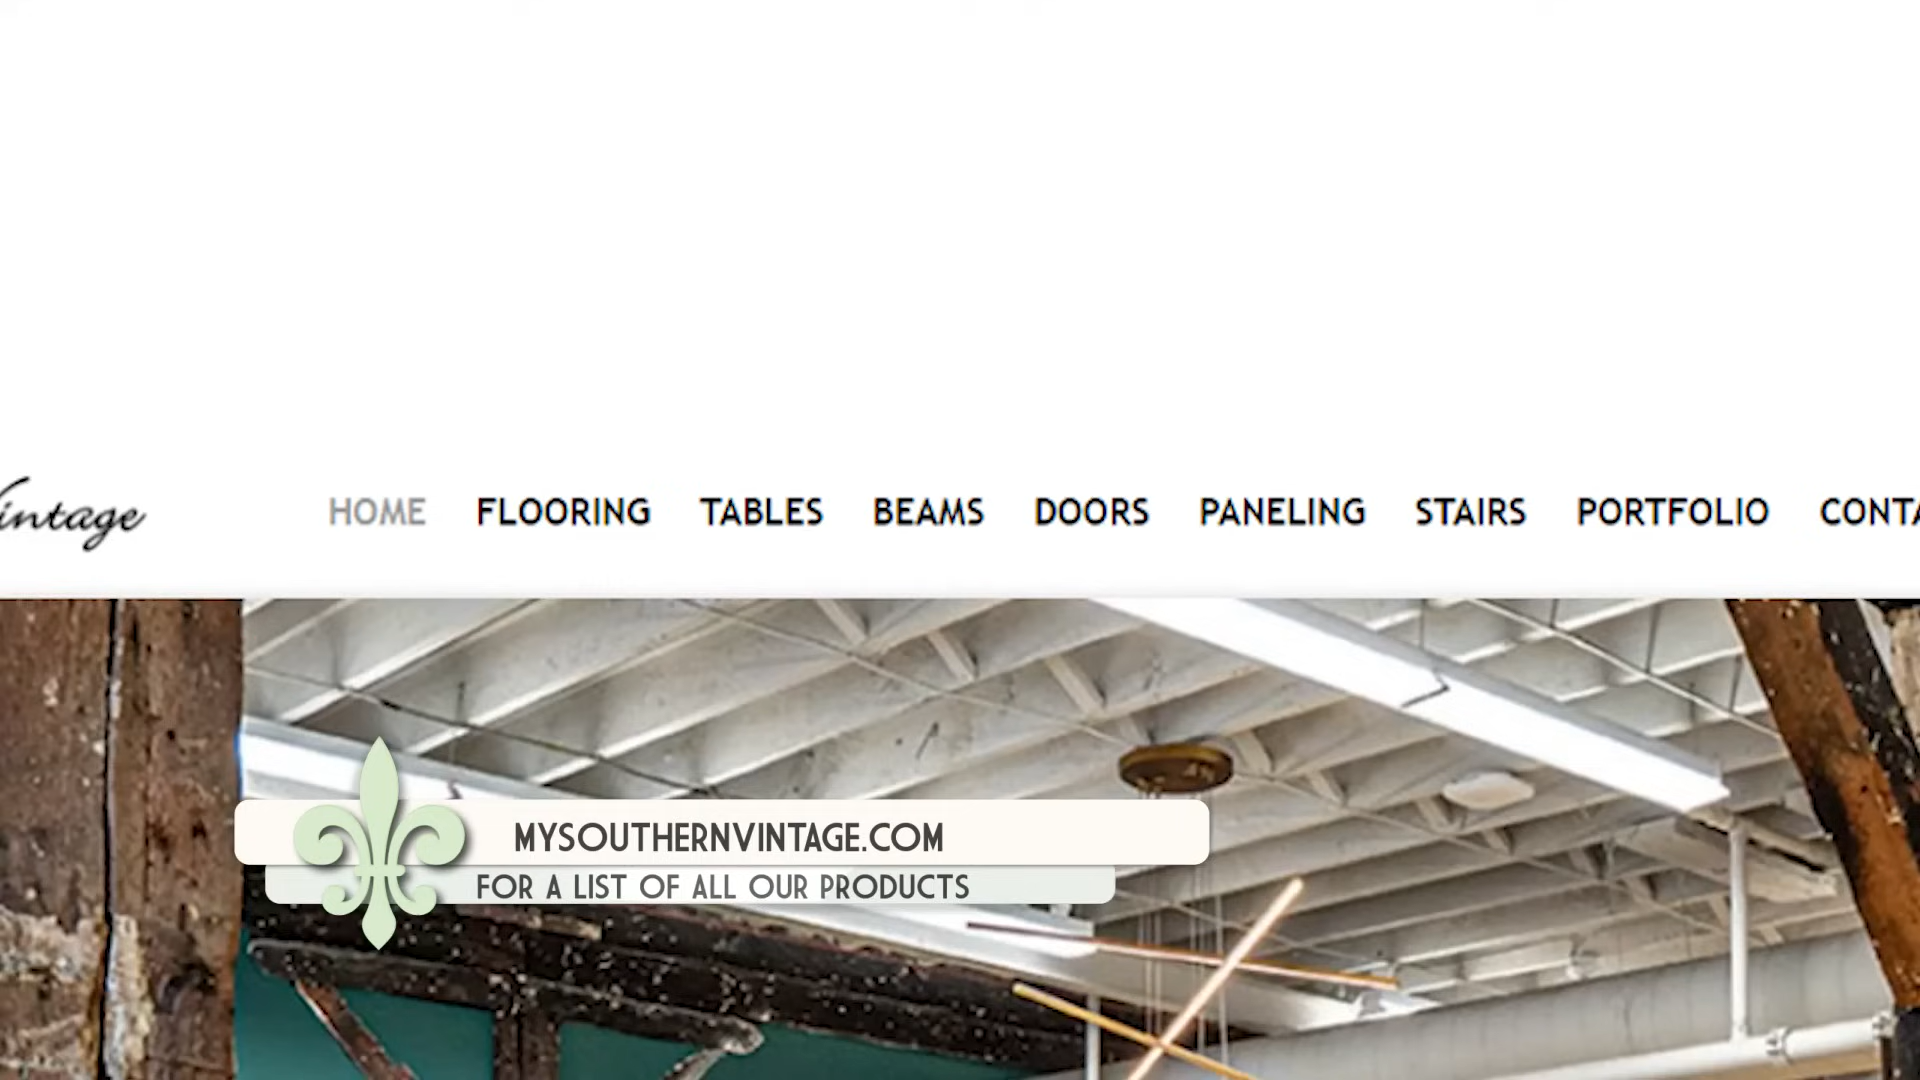 intage
HOME FLOORING TABLES BEAMS DOORS PANELING STAIRS PORTFOLIO CONTA
MYSOUTHERNVINTAGE.COM
FOR A LIST OF ALL OUR PRODUCTS